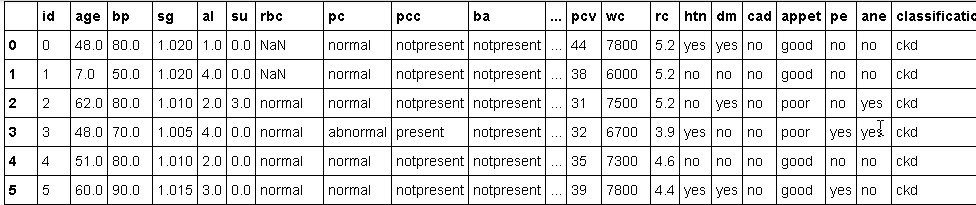 id age bp sg al su rbc pc pcc ba ... pcv wc rc htn dm cad appet pe ane classificatio
0 0 48.0 80.0 1.020 1.0 0.0 NaN normal notpresent notpresent ... 44 7800 5.2 yes yes no good no no ckd
1 1 7.0 50.0 1.020 4.0 0.0 NaN normal notpresent notpresent ... 38 6000 5.2 no no no good no no ckd
2 2 62.0 80.0 1.010 2.0 3.0 normal normal notpresent notpresent ... 31 7500 5.2 no yes no poor no yes ckd
3 3 48.0 70.0 1.005 4.0 0.0 normal abnormal present notpresent ... 32 6700 3.9 yes no no poor yes yes ckd
4 4 51.0 80.0 1.010 2.0 0.0 normal normal notpresent notpresent ... 35 7300 4.6 no no no good no no ckd
5 5 60.0 90.0 1.015 3.0 0.0 normal normal notpresent notpresent ... 39 7800 4.4 yes yes no good yes no ckd